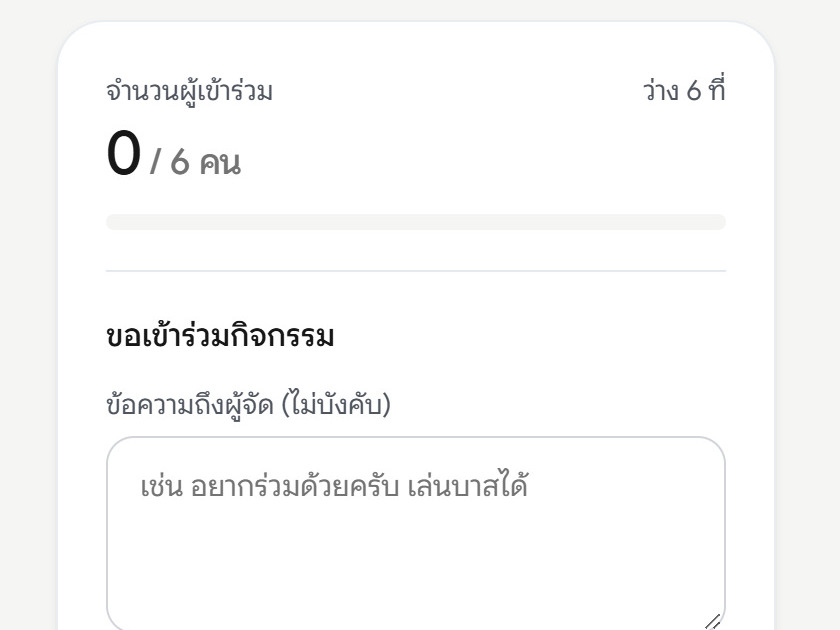 จำนวนผู้เข้าร่วม ว่าง 6 ที่
0 / 6 คน
ขอเข้าร่วมกิจกรรม
ข้อความถึงผู้จัด (ไม่บังคับ)
เช่น อยากร่วมด้วยครับ เล่นบาสได้